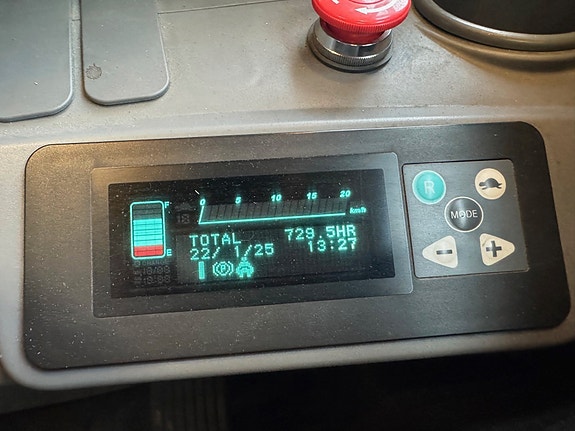 F
0 5 10 15 20
km/h
E
TOTAL 729.5HR
22/ 1/25 13:27
P
R
MODE
-
+